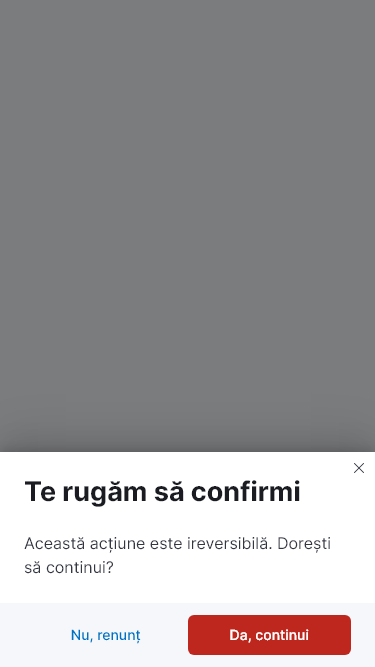 Te rugăm să confirmi
Această acțiune este ireversibilă. Dorești
să continui?
Nu, renunț
Da, continui